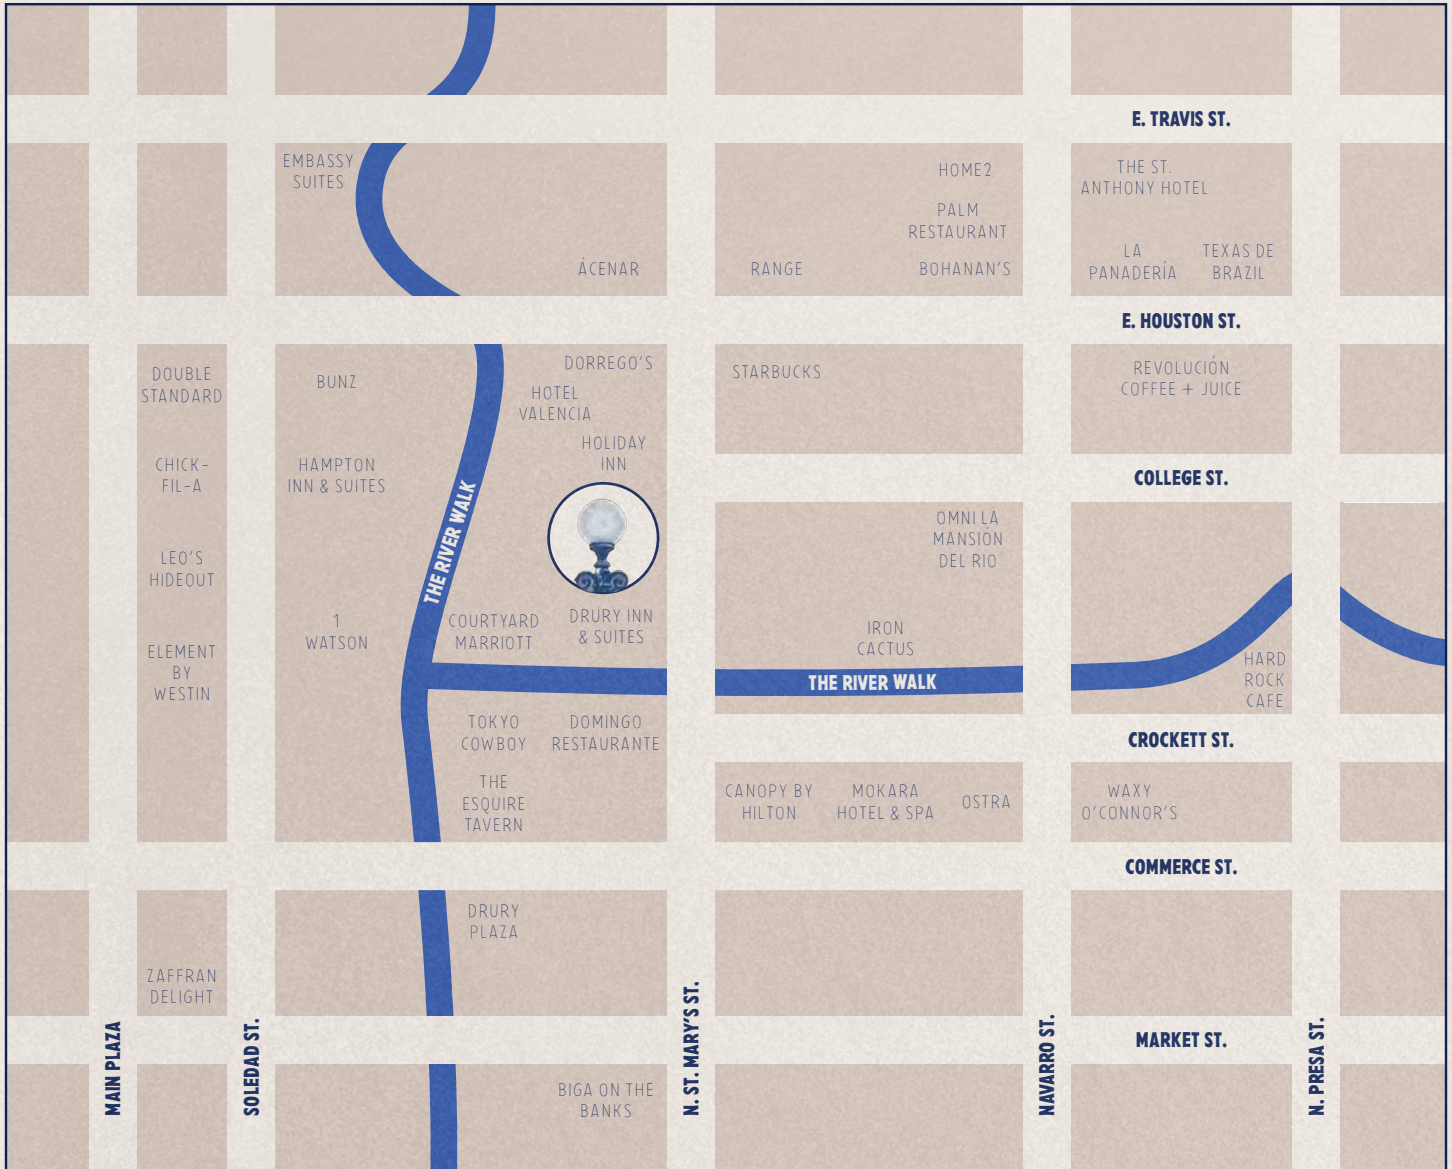 E. TRAVIS ST.
EMBASSY
SUITES
ÁCENAR
HOME2
PALM
RESTAURANT
RANGE
BOHANAN'S
THE ST.
ANTHONY HOTEL
LA
PANADERÍA
TEXAS DE
BRAZIL
E. HOUSTON ST.
DOUBLE
STANDARD
CHICK-
FIL-A
LEO'S
HIDEOUT
ELEMENT
BY
WESTIN
BUNZ
HAMPTON
INN & SUITES
1
WATSON
THE RIVER WALK
DORREGO'S
HOTEL
VALENCIA
HOLIDAY
INN
COURTYARD
MARRIOTT
DRURY INN
& SUITES
TOKYO
COWBOY
DOMINGO
RESTAURANTE
THE
ESQUIRE
TAVERN
STARBUCKS
REVOLUCIÓN
COFFEE + JUICE
COLLEGE ST.
OMNI LA
MANSIÓN
DEL RIO
IRON
CACTUS
THE RIVER WALK
HARD
ROCK
CAFE
CROCKETT ST.
CANOPY BY
HILTON
MOKARA
HOTEL & SPA
OSTRA
WAXY
O'CONNOR'S
COMMERCE ST.
DRURY
PLAZA
ZAFFRAN
DELIGHT
MARKET ST.
BIGA ON THE
BANKS
MAIN PLAZA
SOLEDAD ST.
N. ST. MARY'S ST.
NAVARRO ST.
N. PRESA ST.